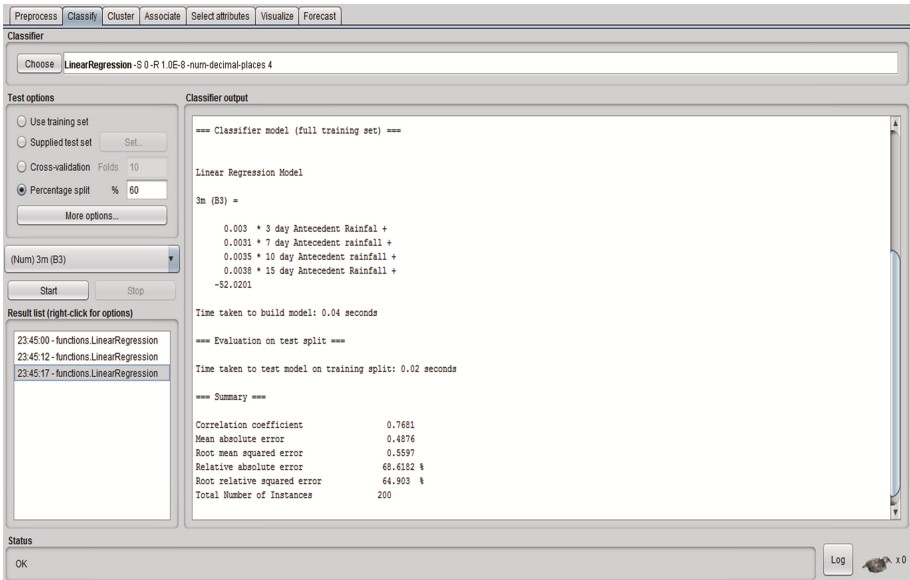 Preprocess Classify Cluster Associate Select attributes Visualize Forecast
Classifier
Choose LinearRegression -S 0 -R 1.0E-8 -num-decimal-places 4
Test options
Use training set
Supplied test set Set...
Cross-validation Folds 10
Percentage split % 60
More options...
(Num) 3m (B3)
Start Stop
Result list (right-click for options)
23:45:00 - functions.LinearRegression
23:45:12 - functions.LinearRegression
23:45:17 - functions.LinearRegression
Classifier output
=== Classifier model (full training set) ===
Linear Regression Model
3m (B3) =
0.003 * 3 day Antecedent Rainfal +
0.0031 * 7 day Antecedent rainfall +
0.0035 * 10 day Antecedent rainfall +
0.0038 * 15 day Antecedent Rainfall +
-52.0201
Time taken to build model: 0.04 seconds
=== Evaluation on test split ===
Time taken to test model on training split: 0.02 seconds
=== Summary ===
Correlation coefficient 0.7681
Mean absolute error 0.4876
Root mean squared error 0.5597
Relative absolute error 68.6182 %
Root relative squared error 64.903 %
Total Number of Instances 200
Status
OK
Log
x 0